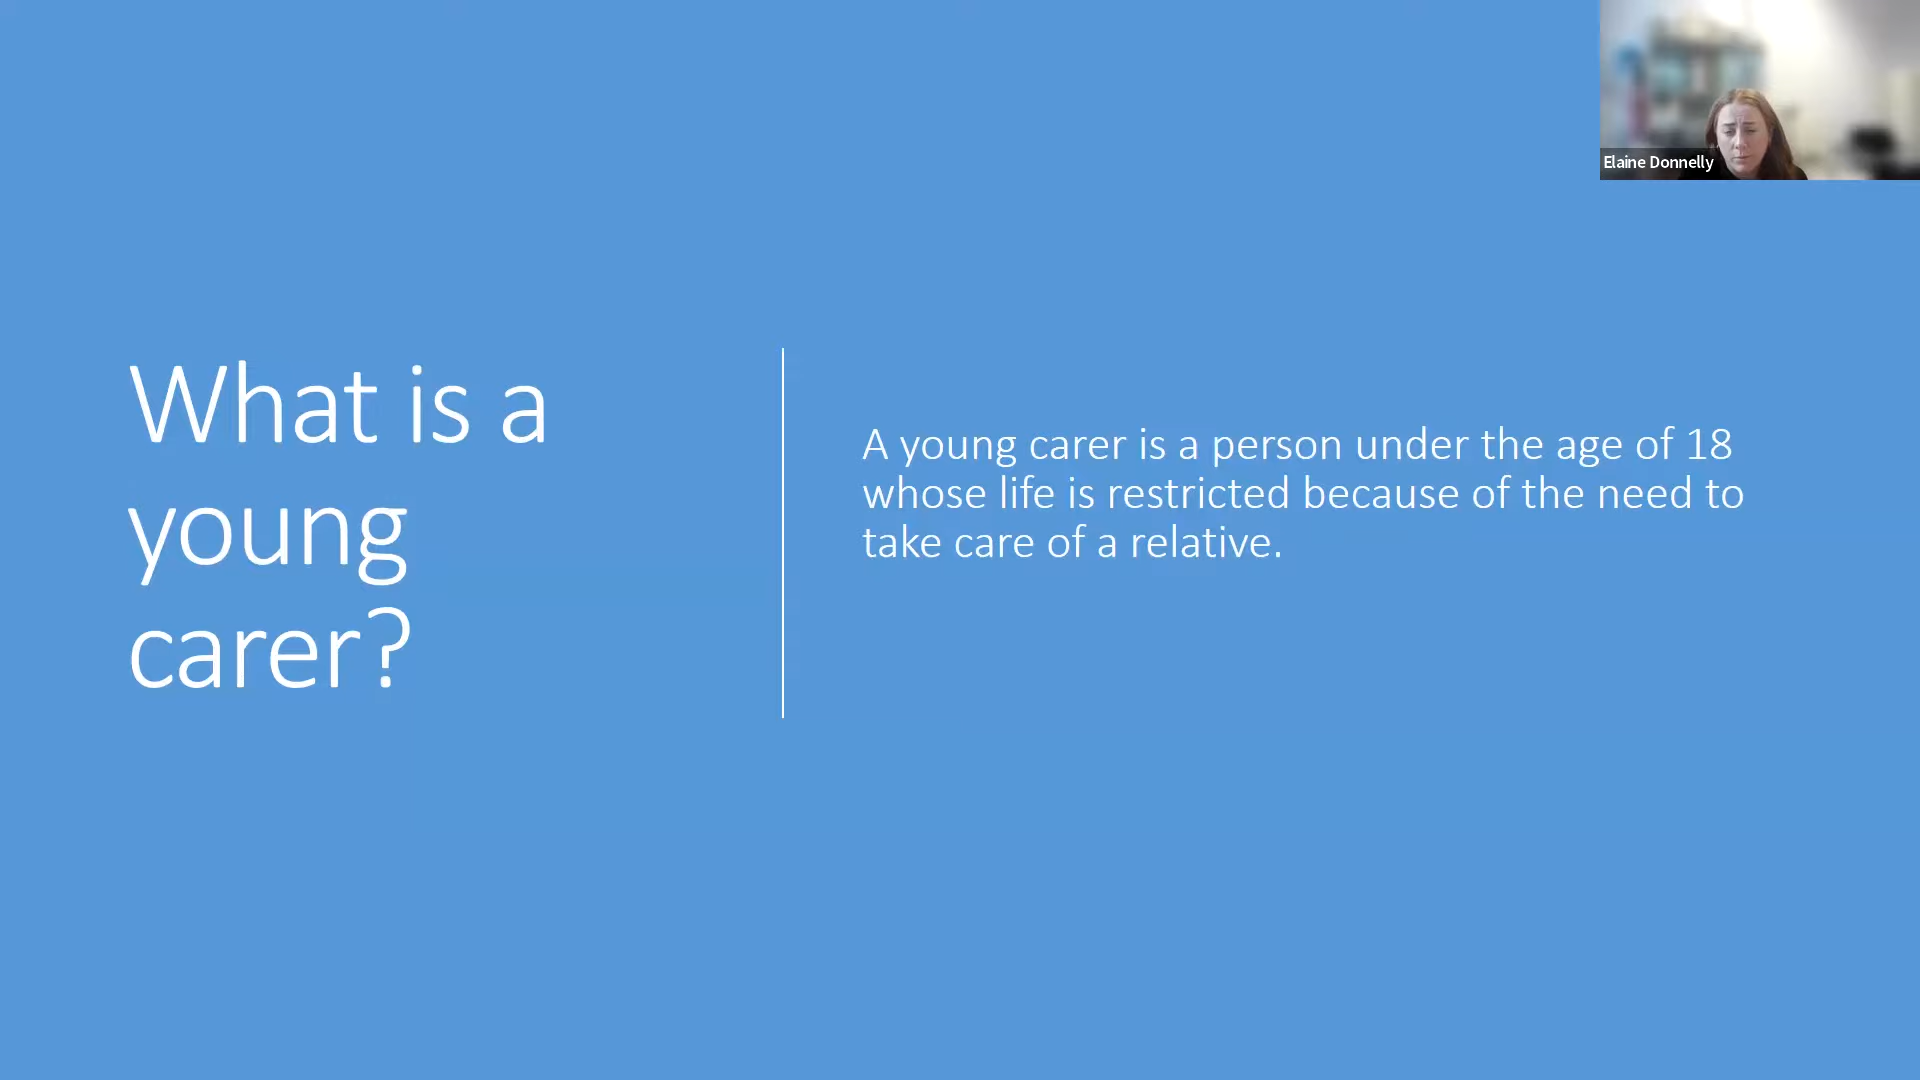 What is a
young
carer?
A young carer is a person under the age of 18
whose life is restricted because of the need to
take care of a relative.
Elaine Donnelly